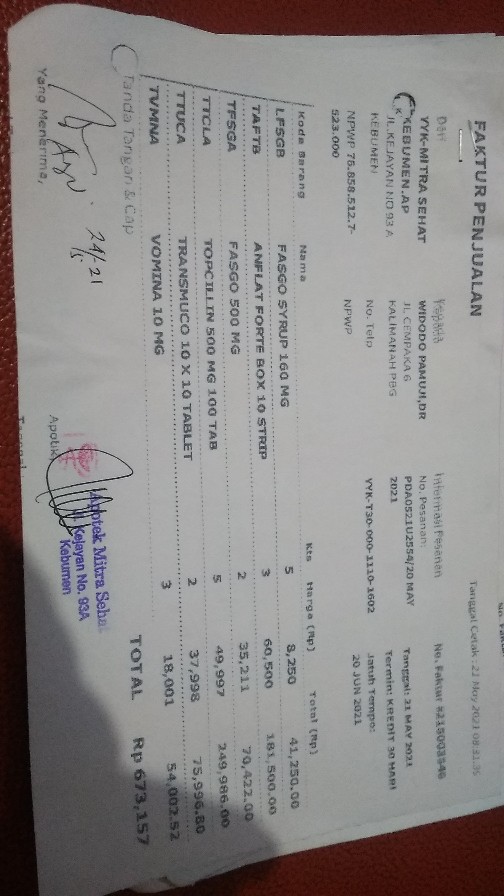 Tanggal Cetak : 21 May 2021 08:31:35
FAKTUR PENJUALAN
Dari
YYK-MITRA SEHAT
KEBUMEN.AP
JL.KEJAYAN NO 93 A
KEBUMEN
NPWP 75.858.512.7-
523.000
Kepada
WIDODO PAMUJI,DR
JL CEMPAKA 6
KALIMANAH PBG
No. Telp
NPWP
Informasi Pesanan
No. Pesanan:
PDA0521U2554/20 MAY
2021
YYK-T30-000-1110-1602
No. Faktur
Tanggal: 21 MAY 2021
Termin: KREDIT 30 HARI
Jatuh Tempo:
20 JUN 2021
Kode Barang Nama Kts Harga (Rp) Total (Rp)
LFSGB FASGO SYRUP 160 MG 5 8,250 41,250.00
TAFTB ANFLAT FORTE BOX 10 STRIP 3 60,500 181,500.00
TFSGA FASGO 500 MG 2 35,211 70,422.00
TTCLA TOPCILLIN 500 MG 100 TAB 5 49,997 249,986.00
TTUCA TRANSMUCO 10 X 10 TABLET 2 37,998 75,996.80
TVMNA VOMINA 10 MG 3 18,001 54,002.52
TOTAL Rp 673,157
Tanda Tangan & Cap
24/5-21
Yang Menerima,
Apotek Mitra Sehat
Jl. Kejayan No. 93A
Kebumen
Apotik